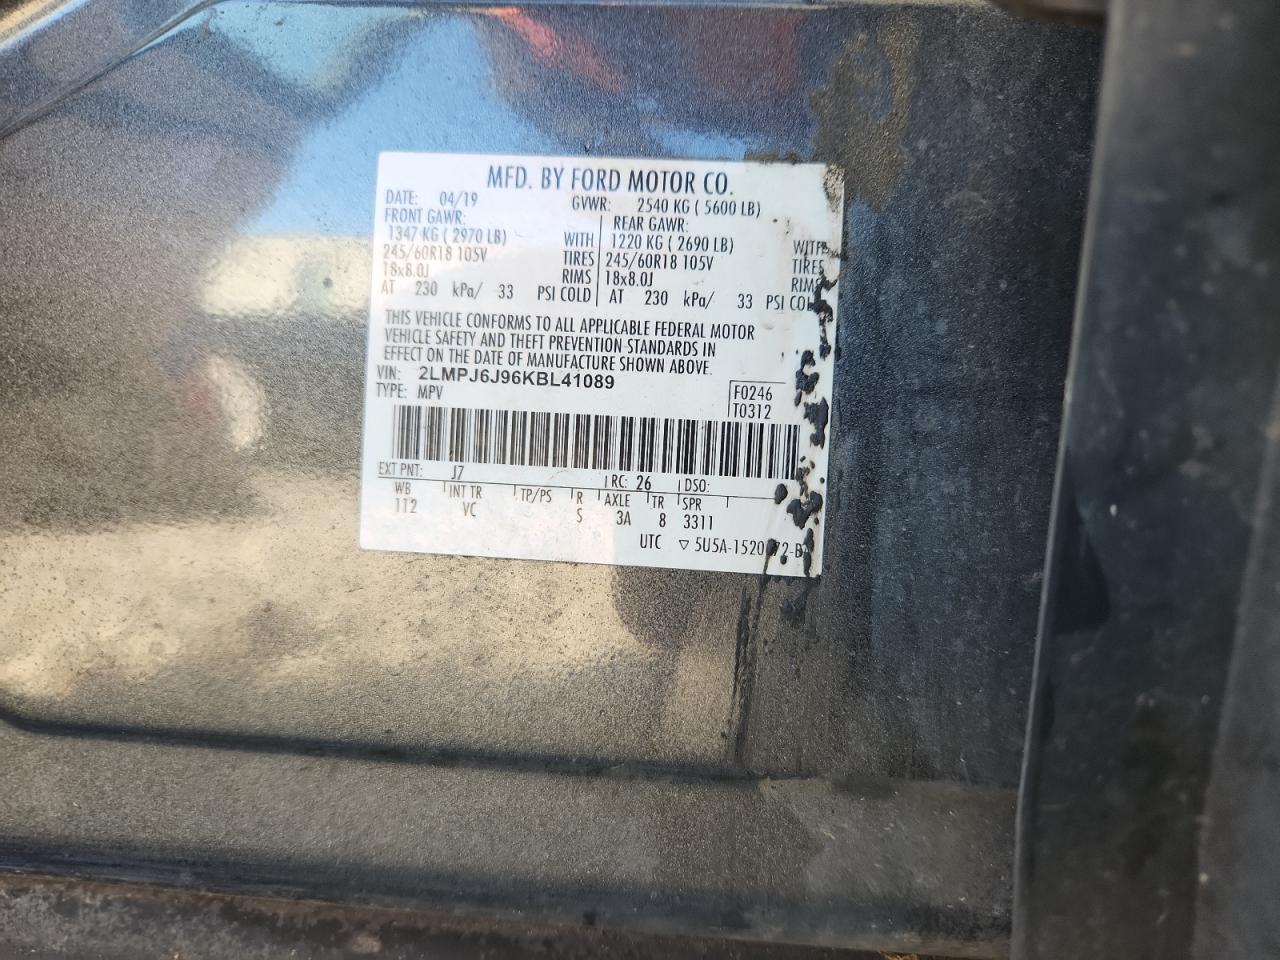 MFD. BY FORD MOTOR CO.
DATE: 04/19 GVWR: 2540 KG ( 5600 LB)
FRONT GAWR: REAR GAWR:
1347 KG ( 2970 LB) WITH 1220 KG ( 2690 LB) WITH
245/60R18 105V TIRES 245/60R18 105V TIRES
18x8.0J RIMS 18x8.0J RIMS
AT 230 kPa/ 33 PSI COLD AT 230 kPa/ 33 PSI COLD
THIS VEHICLE CONFORMS TO ALL APPLICABLE FEDERAL MOTOR
VEHICLE SAFETY AND THEFT PREVENTION STANDARDS IN
EFFECT ON THE DATE OF MANUFACTURE SHOWN ABOVE.
VIN: 2LMPJ6J96KBL41089
TYPE: MPV F0246
T0312
EXT PNT: J7 RC: 26 DSO:
WB INT TR TP/PS R AXLE TR SPR
112 VC S 3A 8 3311
UTC ▽